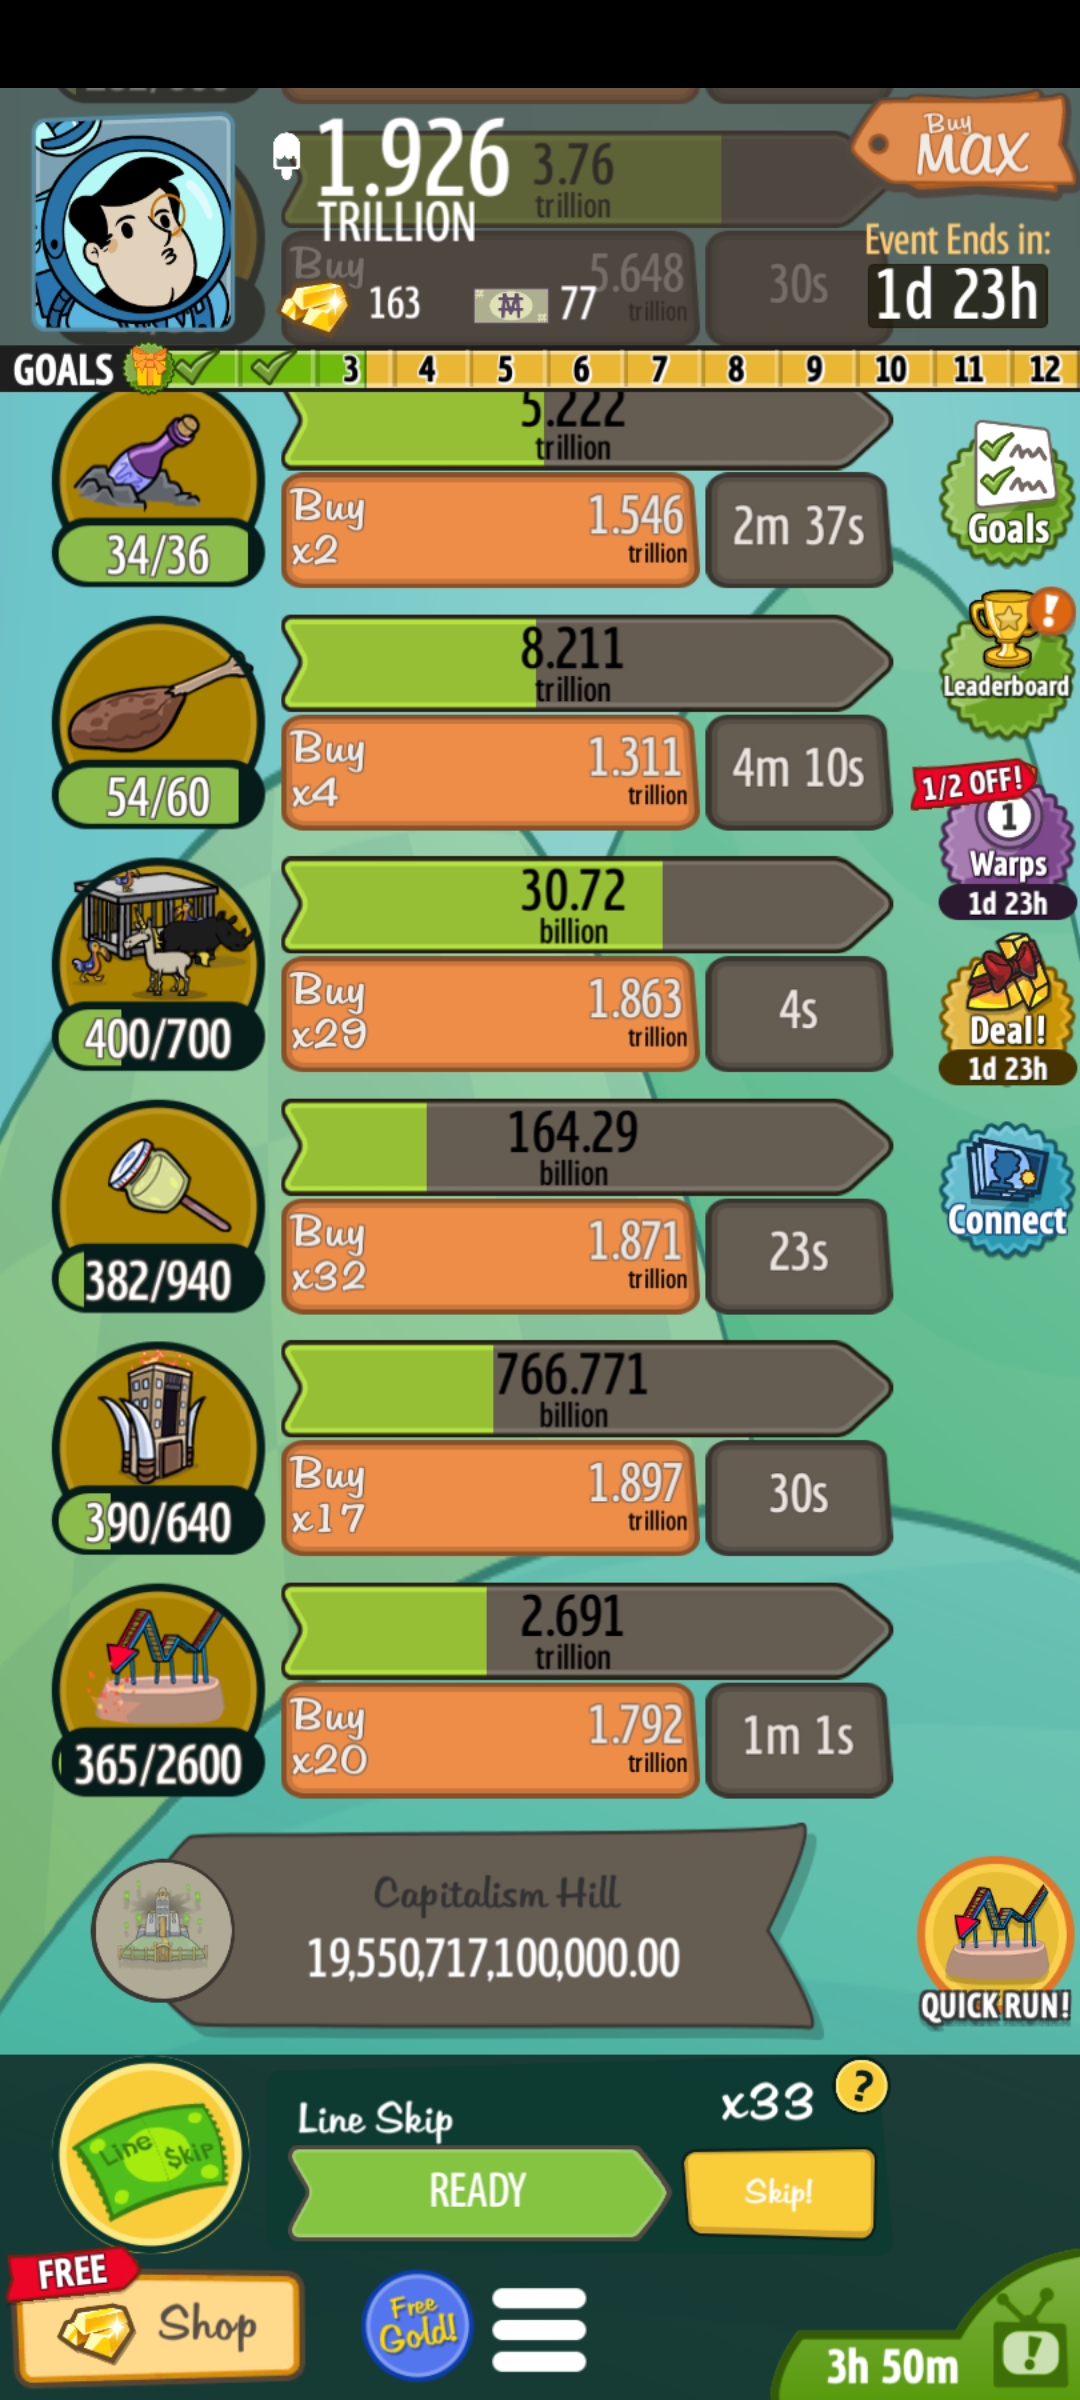 1.926
TRILLION
3.76
trillion
Buy
MAX
Buy
5.648
trillion
30s
163
77
Event Ends in:
1d 23h
GOALS 3 4 5 6 7 8 9 10 11 12
5.222
trillion
34/36
Buy
x2
1.546
trillion
2m 37s
Goals
8.211
trillion
54/60
Buy
x4
1.311
trillion
4m 10s
Leaderboard
1/2 OFF!
1
Warps
1d 23h
30.72
billion
400/700
Buy
x29
1.863
trillion
4s
Deal!
1d 23h
164.29
billion
382/940
Buy
x32
1.871
trillion
23s
Connect
766.771
billion
390/640
Buy
x17
1.897
trillion
30s
2.691
trillion
365/2600
Buy
x20
1.792
trillion
1m 1s
Capitalism Hill
19,550,717,100,000.00
QUICK RUN!
Line $kip
Line Skip
x33
?
READY
Skip!
FREE
Shop
Free
Gold!
3h 50m